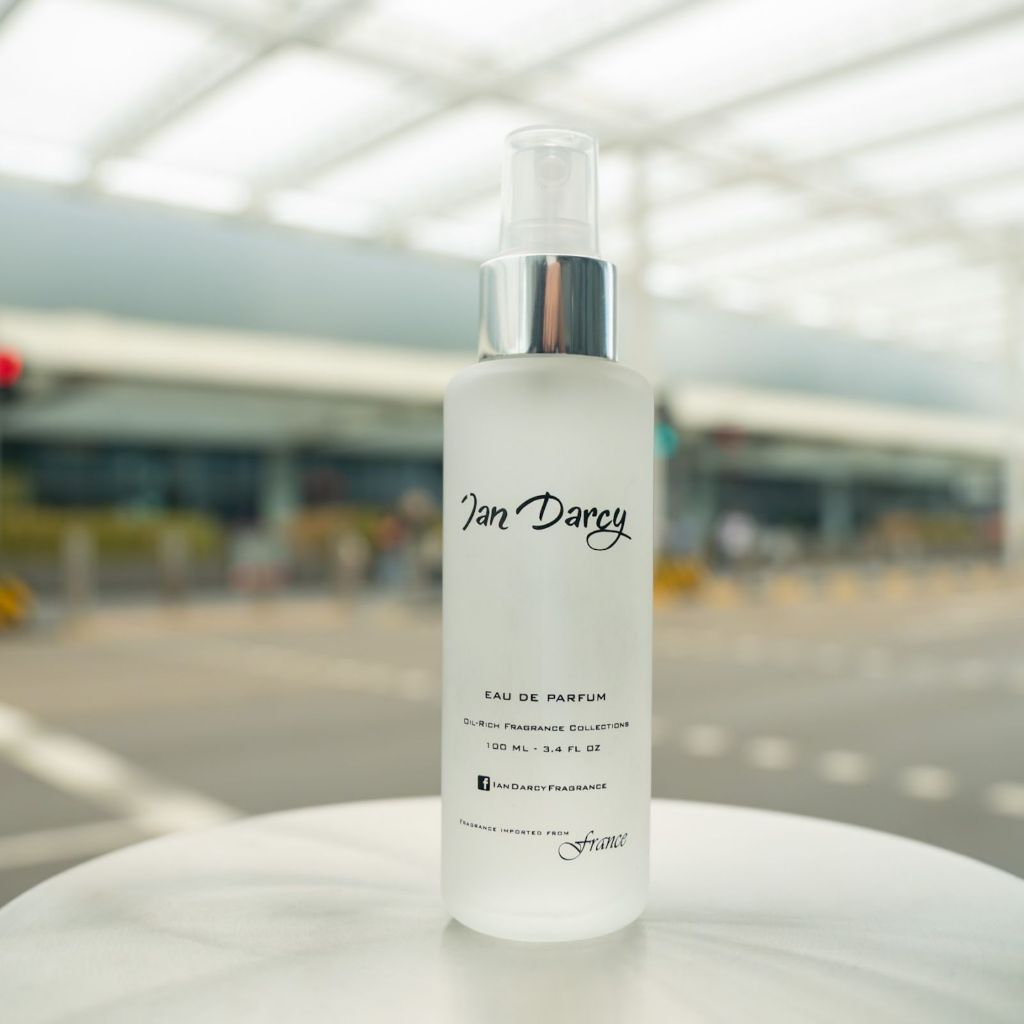 Ian Darcy
EAU DE PARFUM
OIL-RICH FRAGRANCE COLLECTIONS
100 ML - 3.4 FL OZ
f IANDARCYFRAGRANCE
FRAGRANCE IMPORTED FROM France